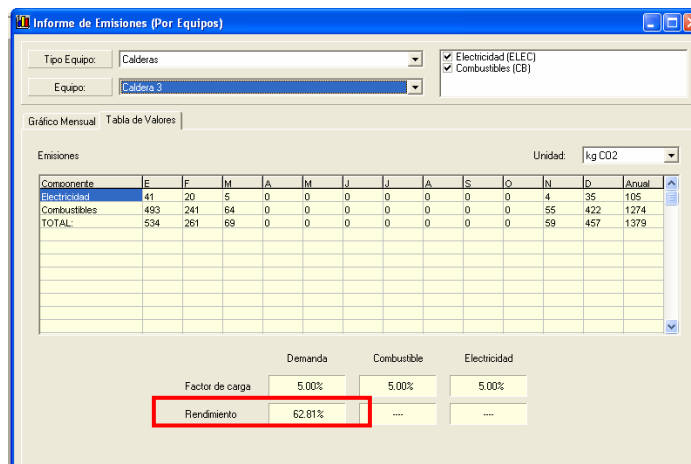 Informe de Emisiones (Por Equipos)
Tipo Equipo: Calderas
Electricidad (ELEC)
Combustibles (CB)
Equipo: Caldera 3
Gráfico Mensual Tabla de Valores
Emisiones Unidad: kg CO2
Componente E F M A M J J A S O N D Anual
Electricidad 41 20 5 0 0 0 0 0 0 0 4 35 105
Combustibles 493 241 64 0 0 0 0 0 0 0 55 422 1274
TOTAL: 534 261 69 0 0 0 0 0 0 0 59 457 1379
Demanda Combustible Electricidad
Factor de carga 5.00% 5.00% 5.00%
Rendimiento 62.81% ---- ----